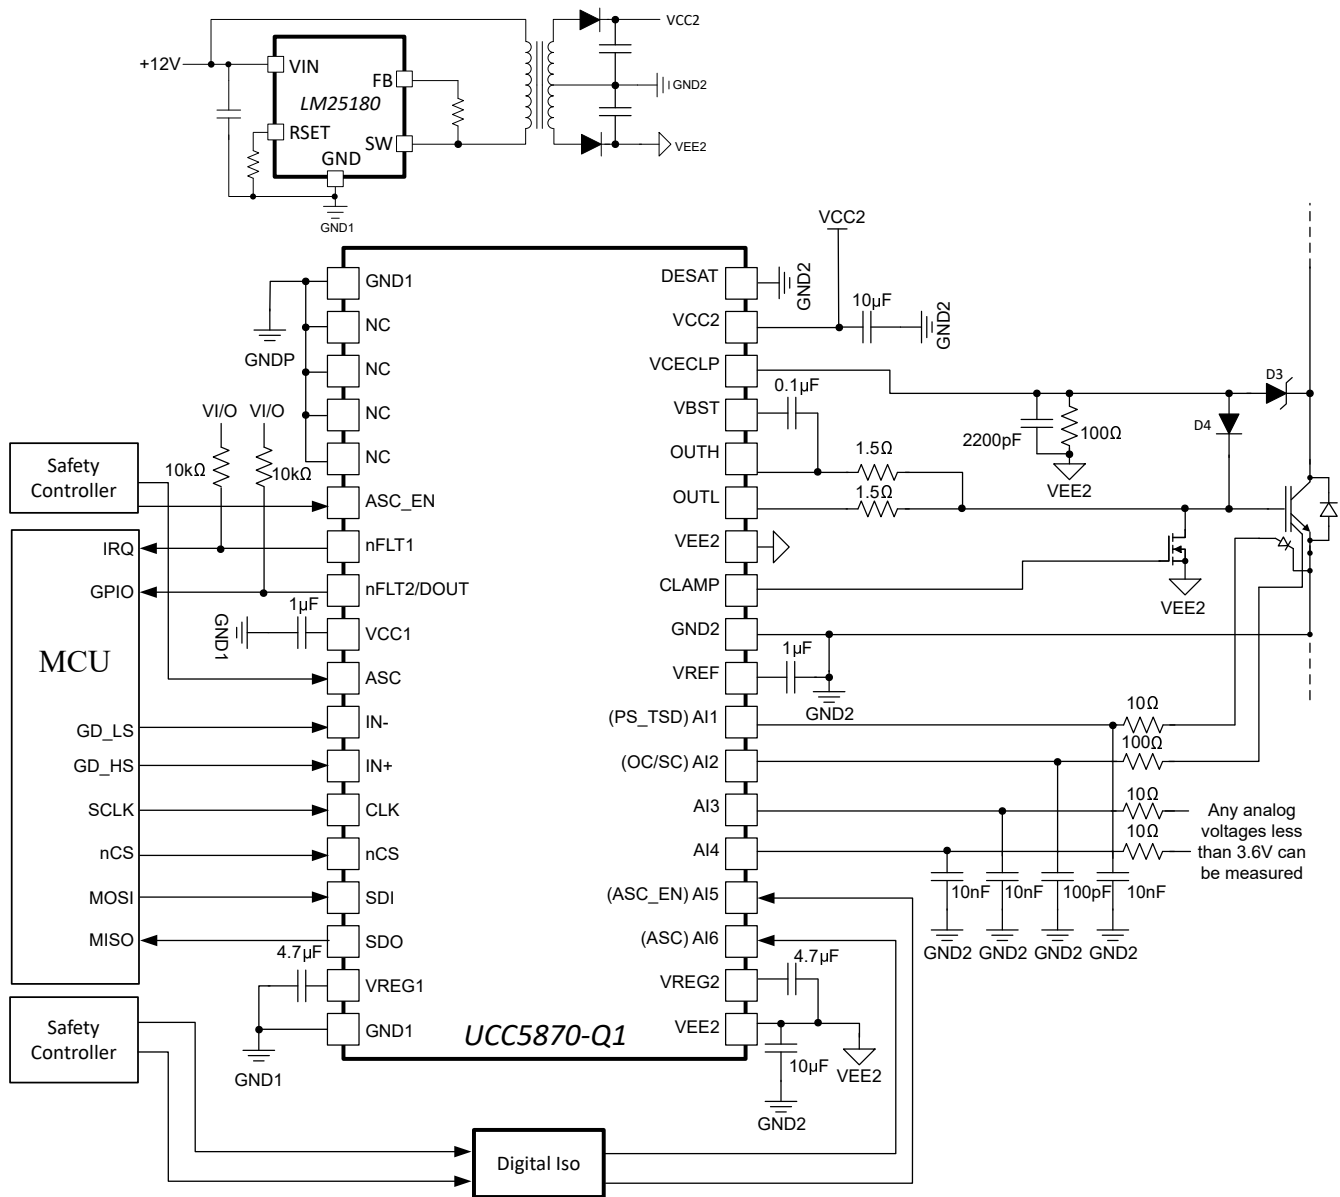 VCC2
+12V
VIN
FB
LM25180
GND2
RSET
SW
GND
VEE2
GND1
VCC2
GND1
NC
NC
NC
NC
ASC_EN
nFLT1
nFLT2/DOUT
VCC1
ASC
IN-
IN+
CLK
nCS
SDI
SDO
VREG1
GND1
DESAT
VCC2
VCECLP
VBST
OUTH
OUTL
VEE2
CLAMP
GND2
VREF
(PS_TSD) AI1
(OC/SC) AI2
AI3
AI4
(ASC_EN) AI5
(ASC) AI6
VREG2
VEE2
UCC5870-Q1
GNDP
VI/O
VI/O
10kΩ
10kΩ
Safety
Controller
IRQ
GPIO
MCU
GD_LS
GD_HS
SCLK
nCS
MOSI
MISO
1µF
GND1
4.7µF
GND1
Safety
Controller
Digital Iso
GND2
10µF
GND2
0.1µF
1.5Ω
1.5Ω
2200pF
100Ω
VEE2
D3
D4
VEE2
1µF
GND2
10Ω
100Ω
10Ω
10Ω
Any analog
voltages less
than 3.6V can
be measured
10nF
10nF
100pF
10nF
GND2
GND2
GND2
GND2
4.7µF
10µF
VEE2
GND2